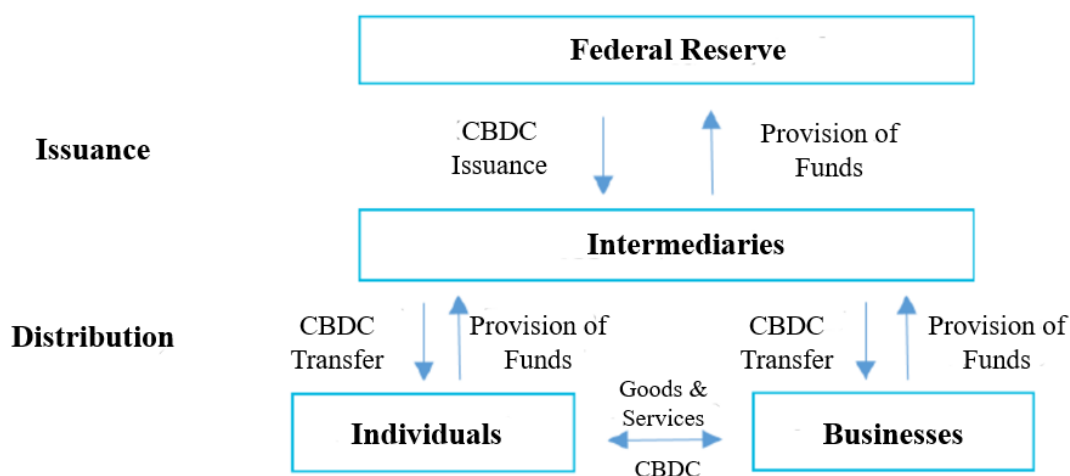 Federal Reserve
Issuance
CBDC
Issuance
Provision of
Funds
Intermediaries
Distribution
CBDC
Transfer
Provision of
Funds
CBDC
Transfer
Provision of
Funds
Individuals
Goods &
Services
CBDC
Businesses